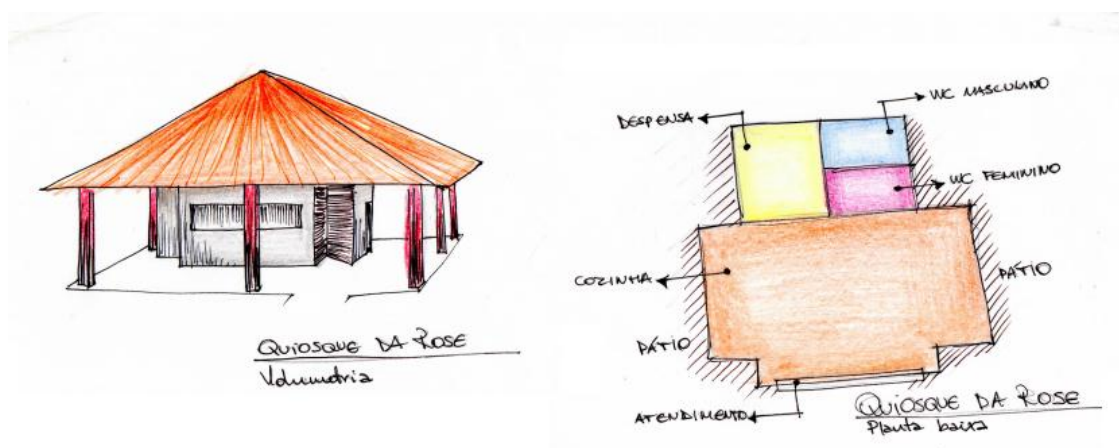 QUIOSQUE DA ROSE
Volumetria
DESPENSA
WC MASCULINO
WC FEMININO
COZINHA
PÁTIO
PÁTIO
ATENDIMENTO
QUIOSQUE DA ROSE
Planta baixa